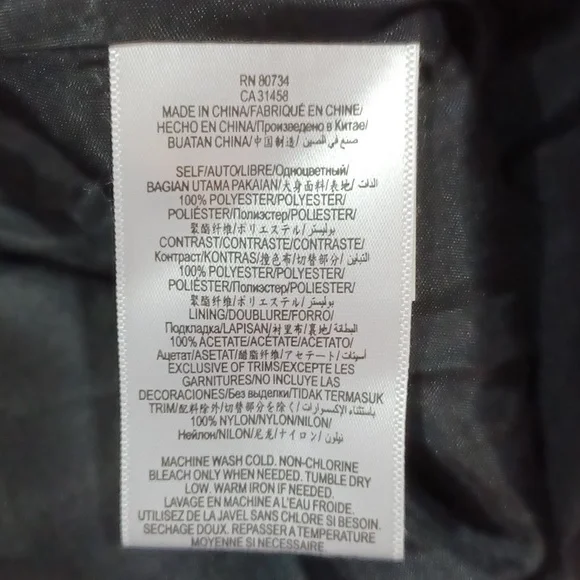 RN 80734
CA 31458
MADE IN CHINA/FABRIQUÉ EN CHINE/
HECHO EN CHINA/Произведено в Китае/
BUATAN CHINA/中国制造/ صنع في الصين
SELF/AUTO/LIBRE/Одноцветный/
BAGIAN UTAMA PAKAIAN/大身面料/表地/ الذات
100% POLYESTER/POLYESTER/
POLIÉSTER/Полиэстер/POLIESTER/
聚酯纤维/ポリエステル/بوليستر
CONTRAST/CONTRASTE/CONTRASTE/
Контраст/KONTRAS/撞色布/切替部分/ التباين
100% POLYESTER/POLYESTER/
POLIÉSTER/Полиэстер/POLIESTER/
聚酯纤维/ポリエステル/بوليستر
LINING/DOUBLURE/FORRO/
Подкладка/LAPISAN/衬里布/裏地/ البطانة
100% ACETATE/ACÉTATE/ACETATO/
Ацетат/ASETAT/醋酯纤维/アセテート/ أسيتات
EXCLUSIVE OF TRIMS/EXCEPTE LES
GARNITURES/NO INCLUYE LAS
DECORACIONES/Без выделки/TIDAK TERMASUK
TRIM/配料除外/切替部分を除く/ باستثناء الإكسسوارات
100% NYLON/NYLON/NILON/
Нейлон/NILON/尼龙/ナイロン/ نيلون
MACHINE WASH COLD. NON-CHLORINE
BLEACH ONLY WHEN NEEDED. TUMBLE DRY
LOW. WARM IRON IF NEEDED.
LAVAGE EN MACHINE A L'EAU FROIDE.
UTILISEZ DE LA JAVEL SANS CHLORE SI BESOIN.
SECHAGE DOUX. REPASSER A TEMPERATURE
MOYENNE SI NECESSAIRE